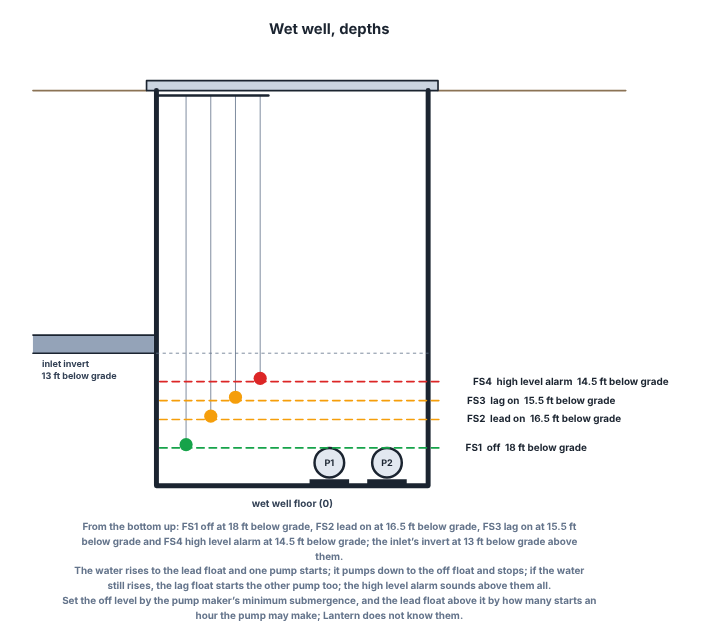 Wet well, depths
inlet invert
13 ft below grade
FS4 high level alarm 14.5 ft below grade
FS3 lag on 15.5 ft below grade
FS2 lead on 16.5 ft below grade
FS1 off 18 ft below grade
P1
P2
wet well floor (0)
From the bottom up: FS1 off at 18 ft below grade, FS2 lead on at 16.5 ft below grade, FS3 lag on at 15.5 ft
below grade and FS4 high level alarm at 14.5 ft below grade; the inlet’s invert at 13 ft below grade above
them.
The water rises to the lead float and one pump starts; it pumps down to the off float and stops; if the water
still rises, the lag float starts the other pump too; the high level alarm sounds above them all.
Set the off level by the pump maker’s minimum submergence, and the lead float above it by how many starts an
hour the pump may make; Lantern does not know them.